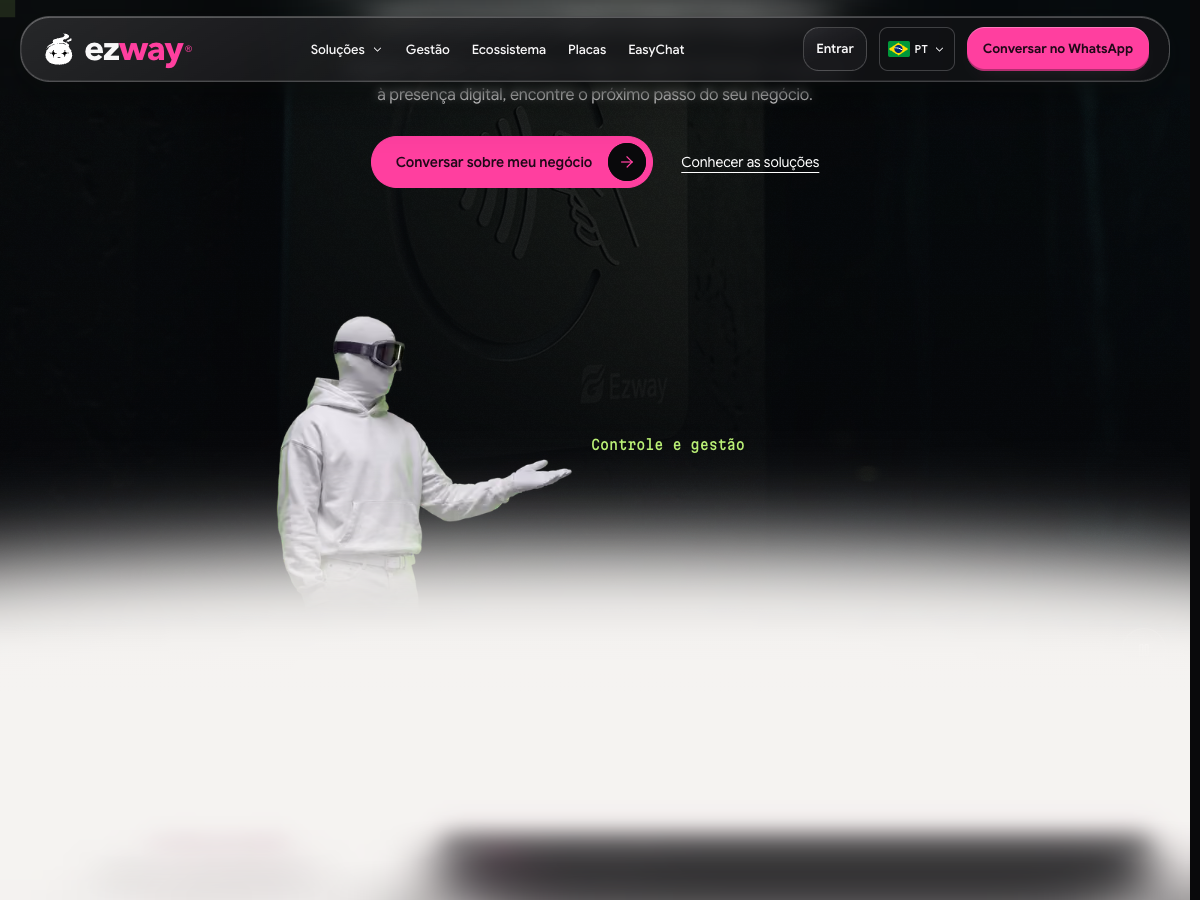 ezway®
Soluções
Gestão
Ecossistema
Placas
EasyChat
Entrar
PT
Conversar no WhatsApp
à presença digital, encontre o próximo passo do seu negócio.
Conversar sobre meu negócio
Conhecer as soluções
Ezway
Controle e gestão